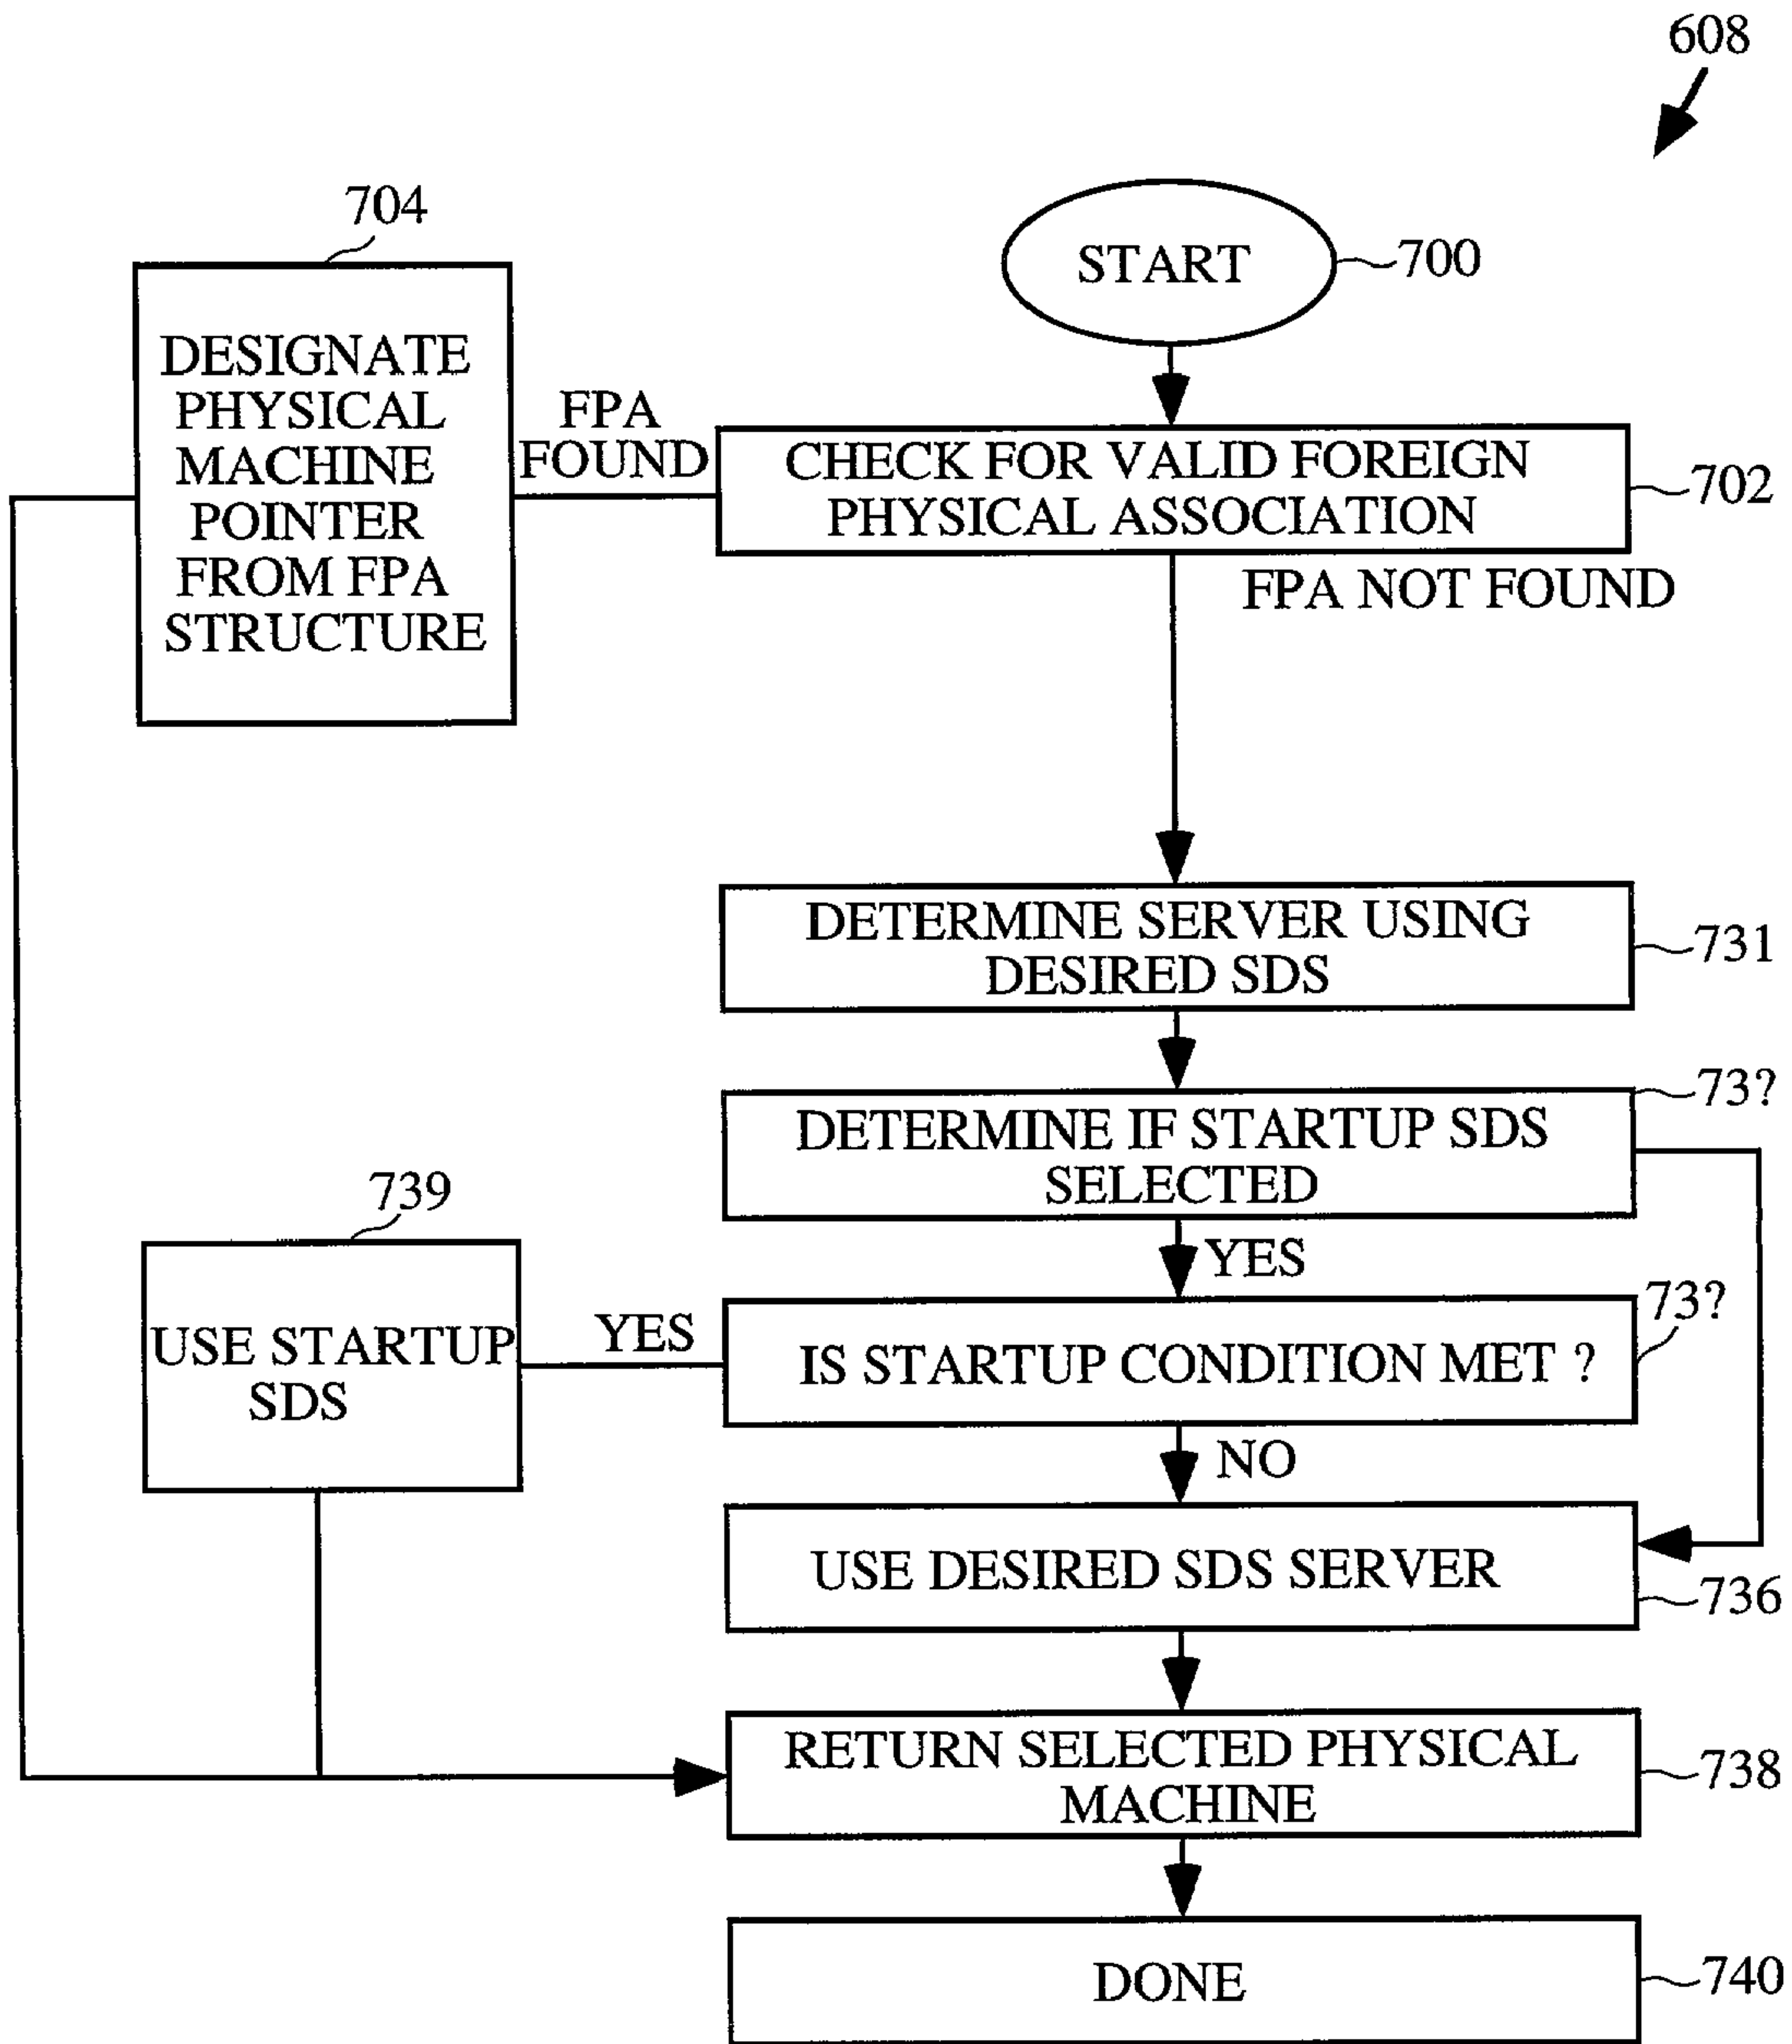 608
704
START
700
DESIGNATE
PHYSICAL
MACHINE
POINTER
FROM FPA
STRUCTURE
FPA
FOUND
CHECK FOR VALID FOREIGN
PHYSICAL ASSOCIATION
702
FPA NOT FOUND
DETERMINE SERVER USING
DESIRED SDS
731
73?
DETERMINE IF STARTUP SDS
SELECTED
739
YES
73?
USE STARTUP
SDS
YES
IS STARTUP CONDITION MET ?
NO
USE DESIRED SDS SERVER
736
RETURN SELECTED PHYSICAL
MACHINE
738
DONE
740